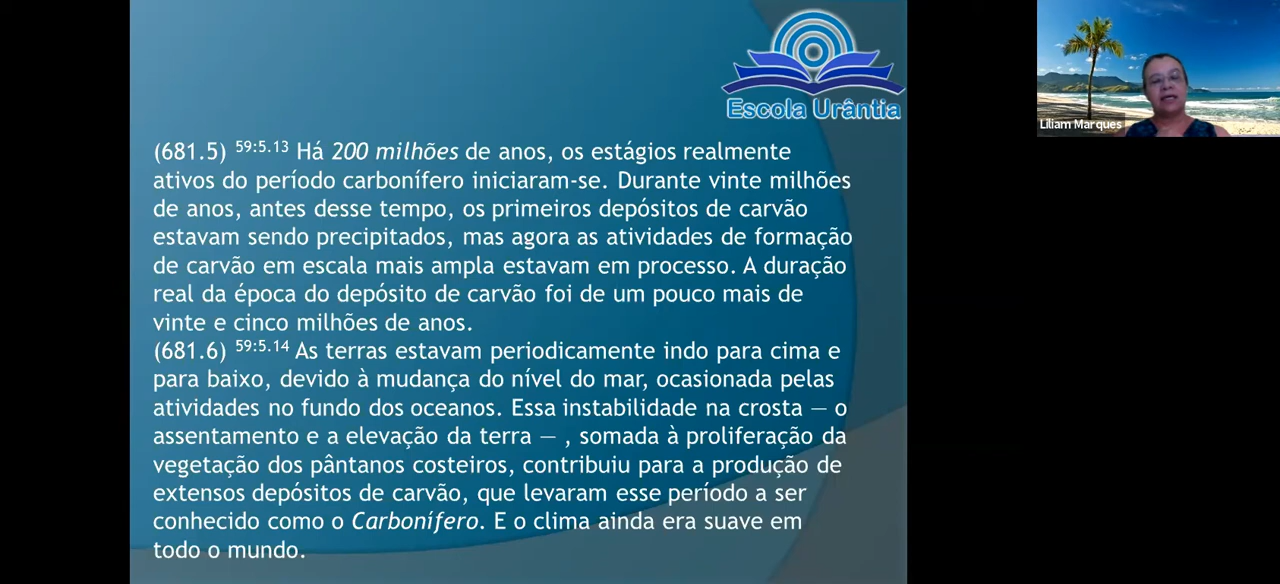 Escola Urântia
Liliam Marques
(681.5) 59:5.13 Há 200 milhões de anos, os estágios realmente
ativos do período carbonífero iniciaram-se. Durante vinte milhões
de anos, antes desse tempo, os primeiros depósitos de carvão
estavam sendo precipitados, mas agora as atividades de formação
de carvão em escala mais ampla estavam em processo. A duração
real da época do depósito de carvão foi de um pouco mais de
vinte e cinco milhões de anos.
(681.6) 59:5.14 As terras estavam periodicamente indo para cima e
para baixo, devido à mudança do nível do mar, ocasionada pelas
atividades no fundo dos oceanos. Essa instabilidade na crosta — o
assentamento e a elevação da terra — , somada à proliferação da
vegetação dos pântanos costeiros, contribuiu para a produção de
extensos depósitos de carvão, que levaram esse período a ser
conhecido como o Carbonífero. E o clima ainda era suave em
todo o mundo.